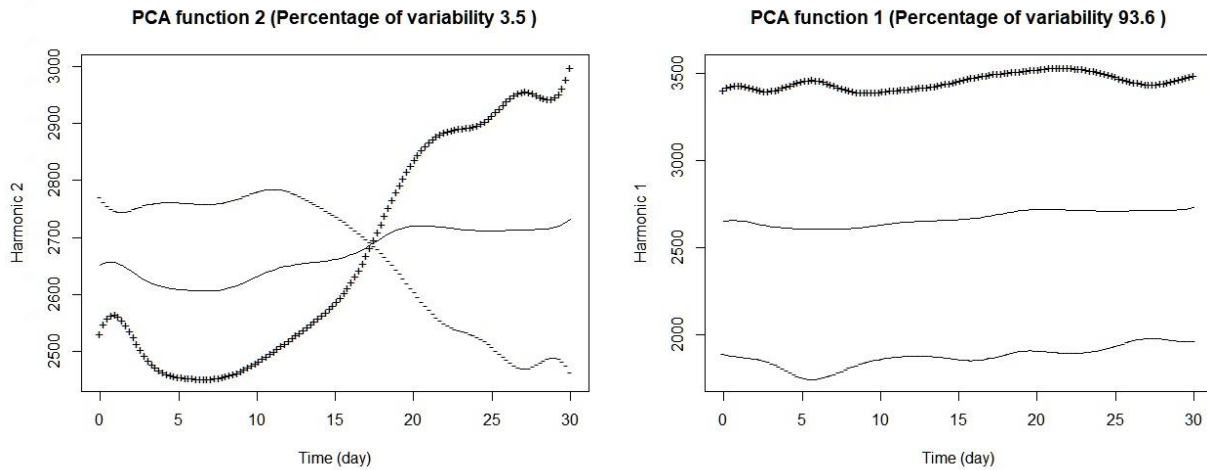 PCA function 2 (Percentage of variability 3.5 )
Harmonic 2
3000
2900
2800
2700
2600
2500
0 5 10 15 20 25 30
Time (day)
PCA function 1 (Percentage of variability 93.6 )
Harmonic 1
3500
3000
2500
2000
0 5 10 15 20 25 30
Time (day)